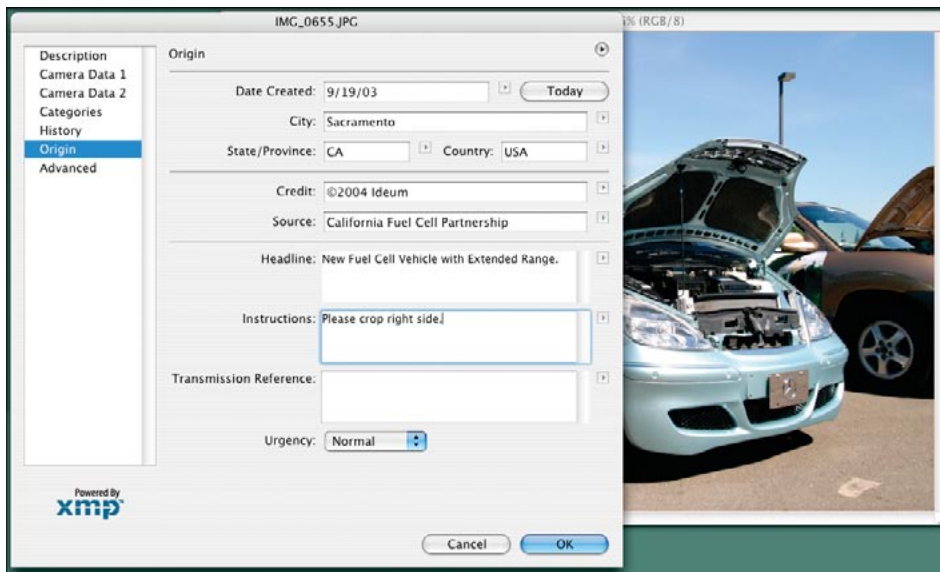 IMG_0655.JPG
% (RGB/8)
Description
Camera Data 1
Camera Data 2
Categories
History
Origin
Advanced
Origin
Date Created: 9/19/03 Today
City: Sacramento
State/Province: CA Country: USA
Credit: ©2004 Ideum
Source: California Fuel Cell Partnership
Headline: New Fuel Cell Vehicle with Extended Range.
Instructions: Please crop right side.
Transmission Reference:
Urgency: Normal
Powered By
xmp™
Cancel OK